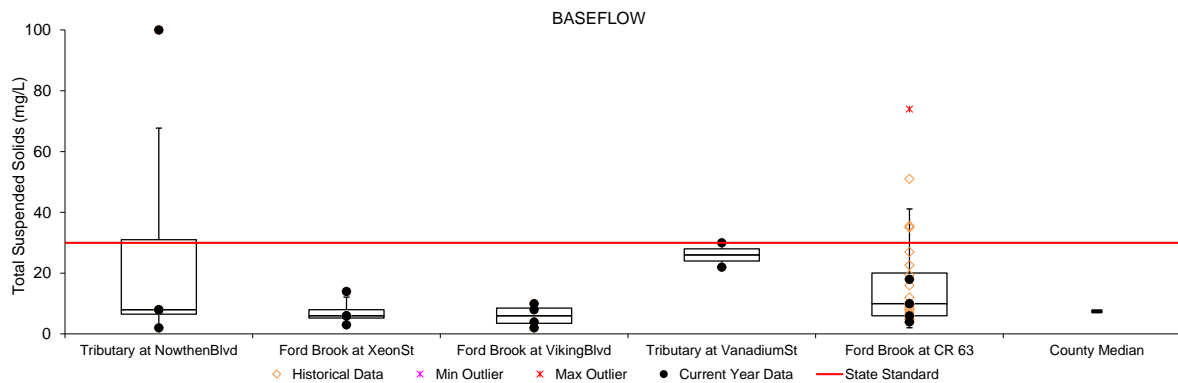 BASEFLOW
Total Suspended Solids (mg/L)
100
80
60
40
20
0
Tributary at NowthenBlvd
Ford Brook at XeonSt
Ford Brook at VikingBlvd
Tributary at VanadiumSt
Ford Brook at CR 63
County Median
Historical Data
Min Outlier
Max Outlier
Current Year Data
State Standard